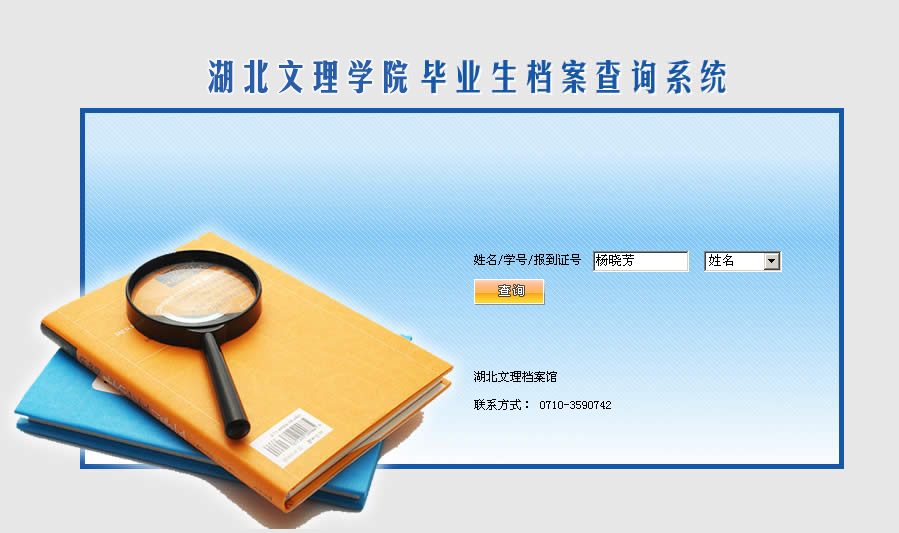 湖北文理学院毕业生档案查询系统
姓名/学号/报到证号 杨晓芳 姓名
查询
湖北文理档案馆
联系方式： 0710-3590742